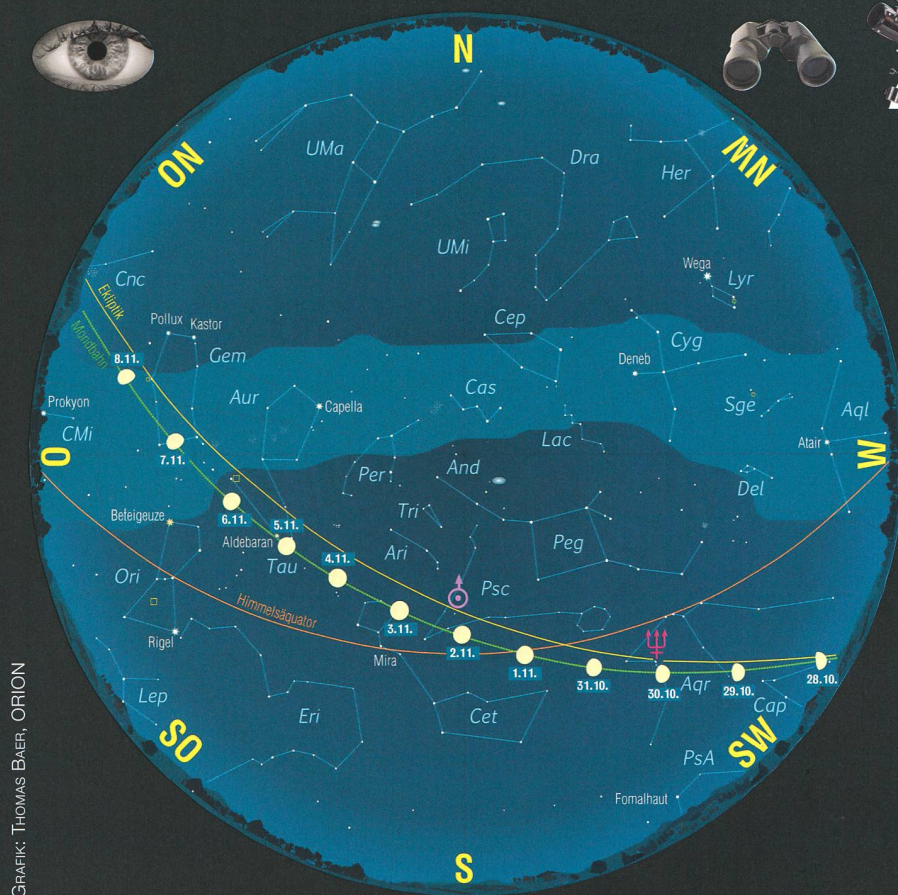 N
NO
NW
UMa
Dra
Her
UMi
Wega
Lyr
Cnc
Ekliptik
Mondbahn
Pollux
Kastor
Cep
Cyg
8.11.
Gem
Deneb
Aur
Cas
Capella
Sge
Prokyon
Aql
CMi
Lac
Atair
7.11.
O
W
Per
And
Del
6.11.
Tri
Beteigeuze
5.11.
Aldebaran
Peg
Ari
4.11.
Tau
Ori
Psc
Himmelsäquator
3.11.
Rigel
2.11.
Mira
1.11.
31.10.
30.10.
Aqr
29.10.
28.10.
Lep
Cap
Eri
Cet
SO
SW
PsA
Fomalhaut
S
GRAFIK: THOMAS BAER, ORION